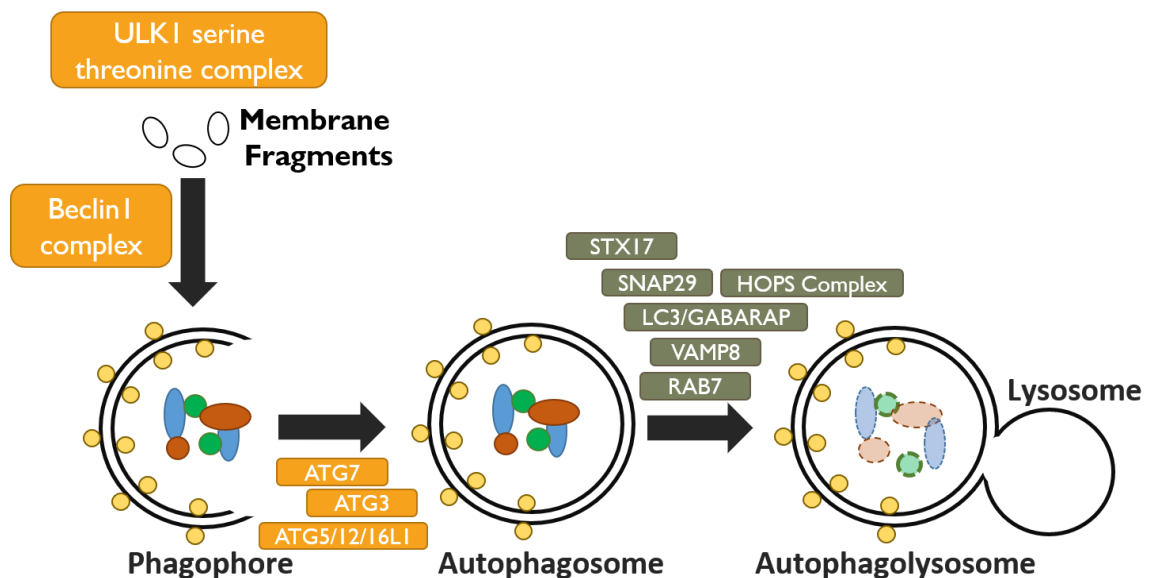 ULK1 serine
threonine complex
Membrane
Fragments
Beclin1
complex
STX17
SNAP29
HOPS Complex
LC3/GABARAP
VAMP8
RAB7
Lysosome
ATG7
ATG3
ATG5/12/16L1
Phagophore
Autophagosome
Autophagolysosome